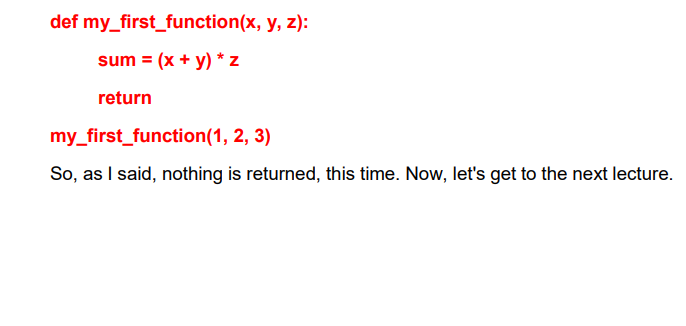 def my_first_function(x, y, z):
sum = (x + y) * z
return
my_first_function(1, 2, 3)
So, as I said, nothing is returned, this time. Now, let's get to the next lecture.